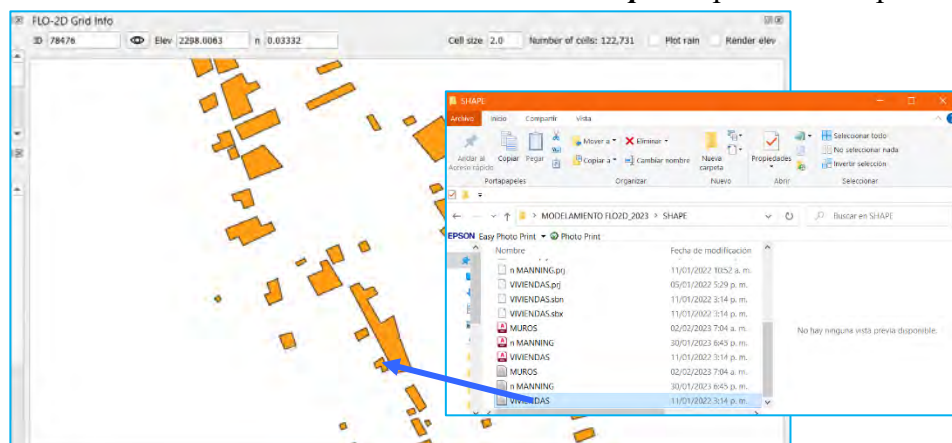 FLO-2D Grid Info
ID 78476 Elev 2298.0063 n 0.03332 Cell size 2.0 Number of cells: 122,731 Plot rain Render elev
SHAPE
Archivo Inicio Compartir Vista
Anclar al Acceso rápido
Copiar
Pegar
Mover a
Copiar a
Eliminar
Cambiar nombre
Nueva carpeta
Propiedades
Seleccionar todo
No seleccionar nada
Invertir selección
Portapapeles Organizar Nuevo Abrir Seleccionar
MODELAMIENTO FLO2D_2023 > SHAPE
Buscar en SHAPE
EPSON Easy Photo Print Photo Print
Nombre Fecha de modificación
n MANNING.prj 11/01/2022 10:52 a. m.
VIVIENDAS.prj 05/01/2022 5:29 p. m.
VIVIENDAS.sbn 11/01/2022 3:14 p. m.
VIVIENDAS.sbx 11/01/2022 3:14 p. m.
MUROS 02/02/2023 7:04 a. m.
n MANNING 30/01/2023 6:45 p. m.
VIVIENDAS 11/01/2022 3:14 p. m.
MUROS 02/02/2023 7:04 a. m.
n MANNING 30/01/2023 6:45 p. m.
VIVIENDAS 11/01/2022 3:14 p. m.
No hay ninguna vista previa disponible.